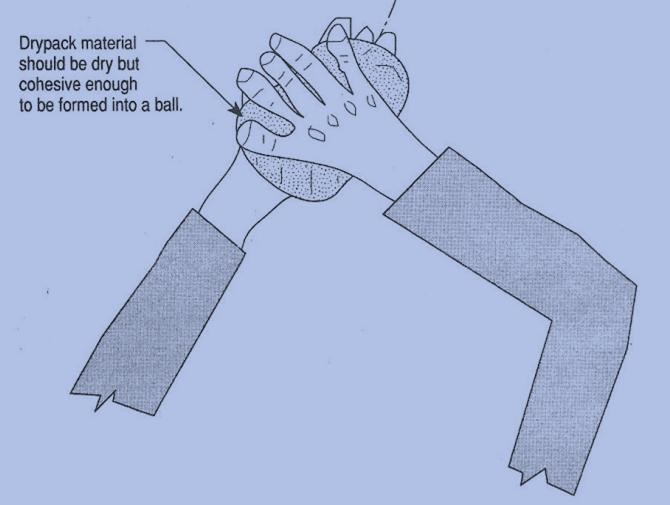 Drypack material
should be dry but
cohesive enough
to be formed into a ball.